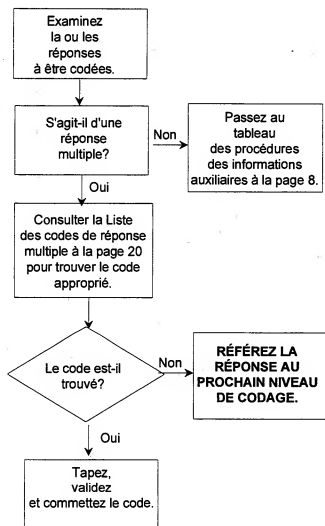 Examinez
la ou les
réponses
à être codées.
S'agit-il d'une
réponse
multiple?
Non
Passez au
tableau
des procédures
des informations
auxiliaires à la page 8.
Oui
Consulter la Liste
des codes de réponse
multiple à la page 20
pour trouver le code
approprié.
Le code est-il
trouvé?
Non
RÉFÉREZ LA
RÉPONSE AU
PROCHAIN NIVEAU
DE CODAGE.
Oui
Tapez,
validez
et commettez le code.